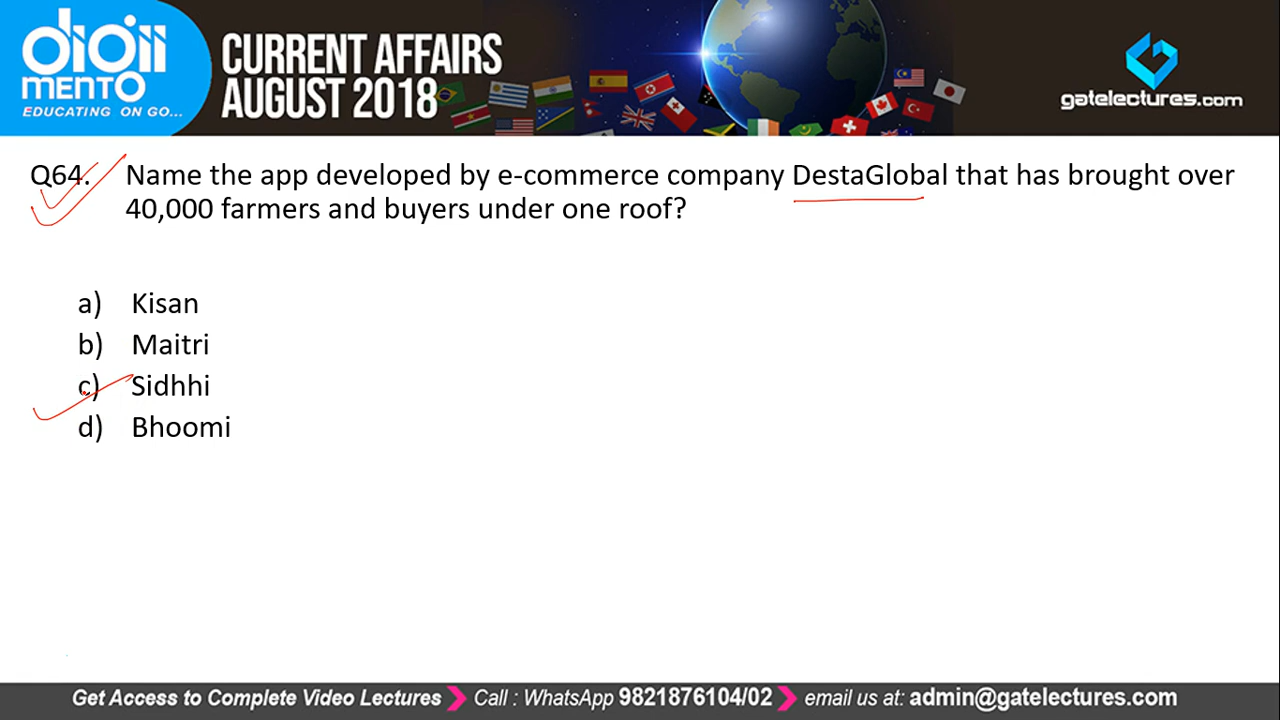 digii
MENTO
EDUCATING ON GO...
CURRENT AFFAIRS
AUGUST 2018
gatelectures.com
Q64. Name the app developed by e-commerce company DestaGlobal that has brought over
40,000 farmers and buyers under one roof?
a) Kisan
b) Maitri
c) Sidhhi
d) Bhoomi
Get Access to Complete Video Lectures Call : WhatsApp 9821876104/02 email us at: admin@gatelectures.com